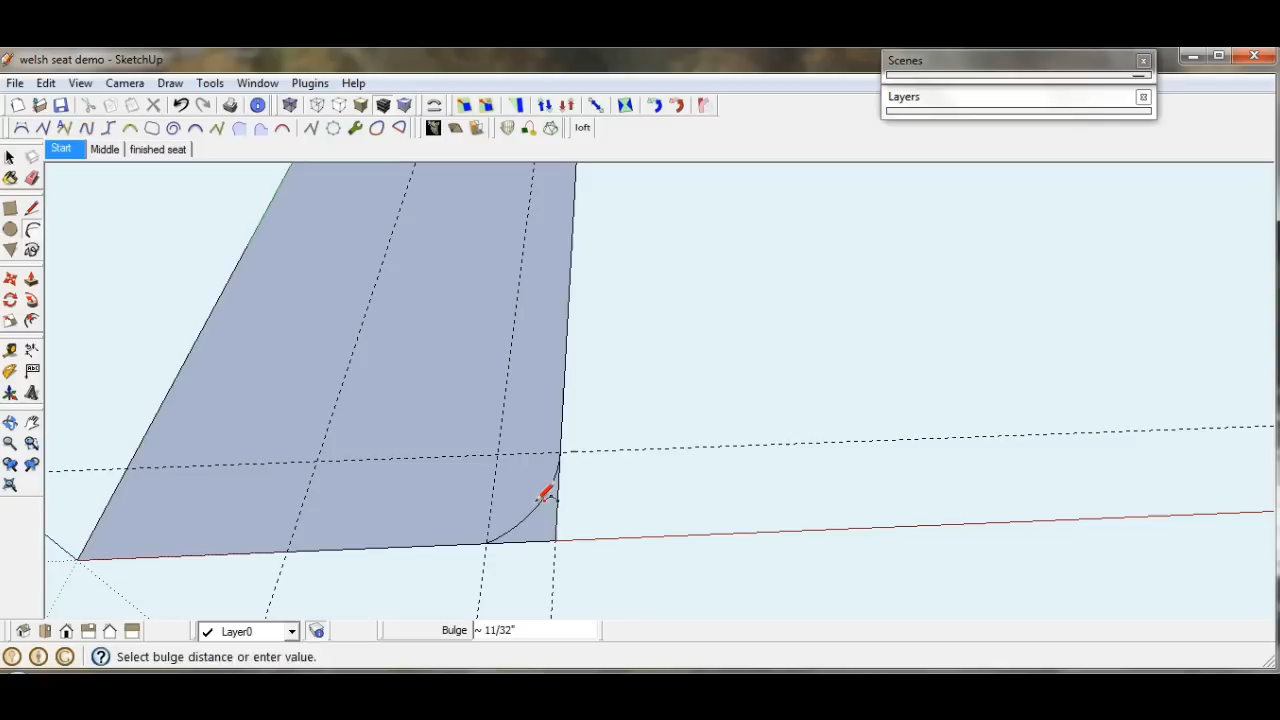 welsh seat demo - SketchUp
Scenes
File Edit View Camera Draw Tools Window Plugins Help
Layers
loft
Start Middle finished seat
Layer0
Bulge ~ 11/32"
Select bulge distance or enter value.